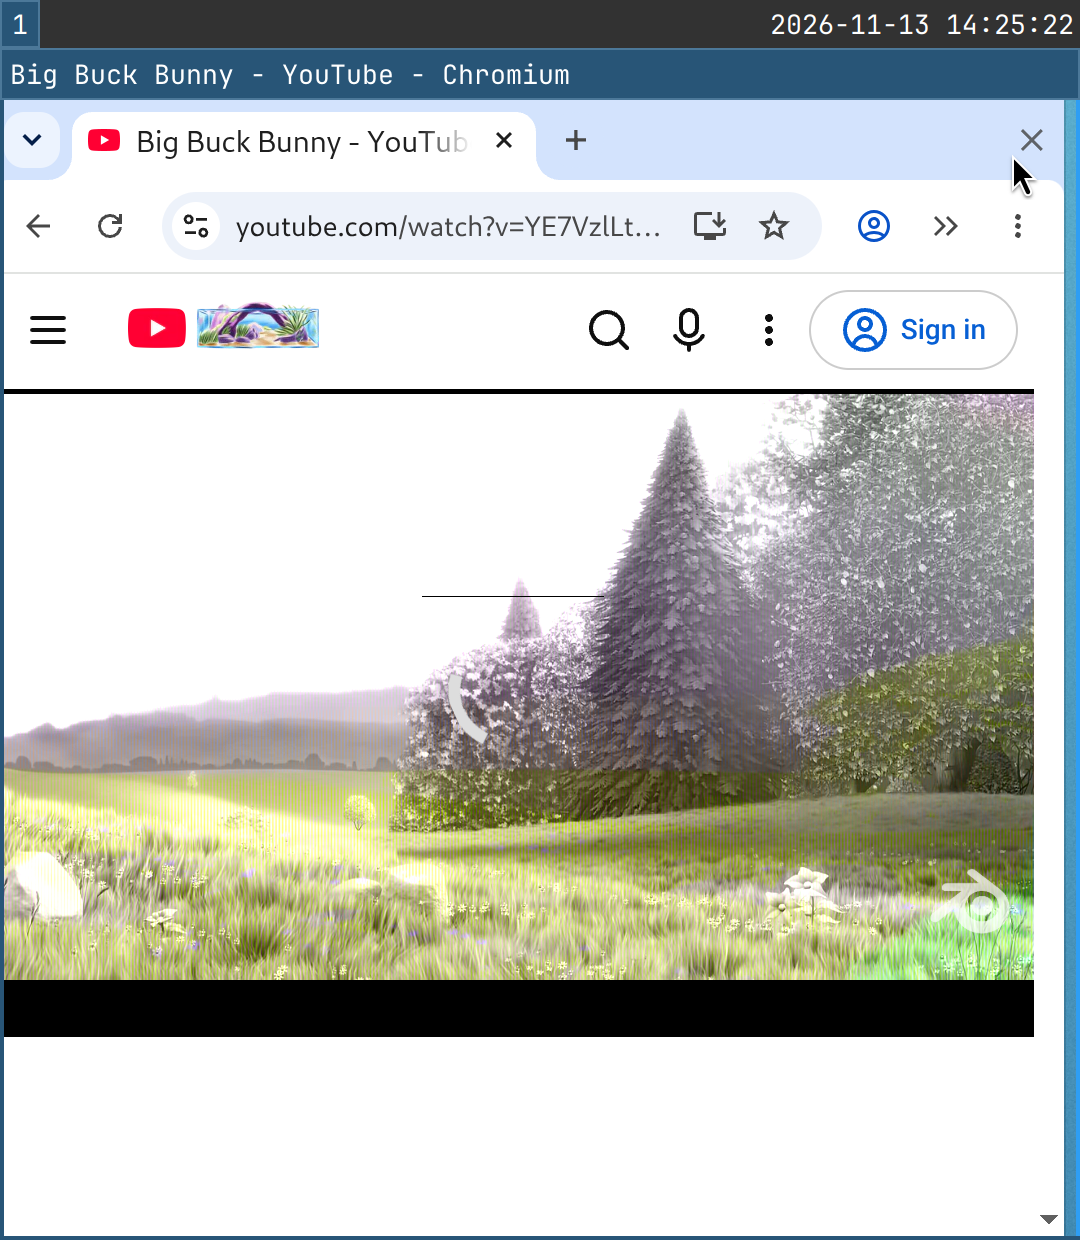 1
2026-11-13 14:25:22
Big Buck Bunny - YouTube - Chromium
Big Buck Bunny - YouTub
youtube.com/watch?v=YE7VzlLt...
Sign in